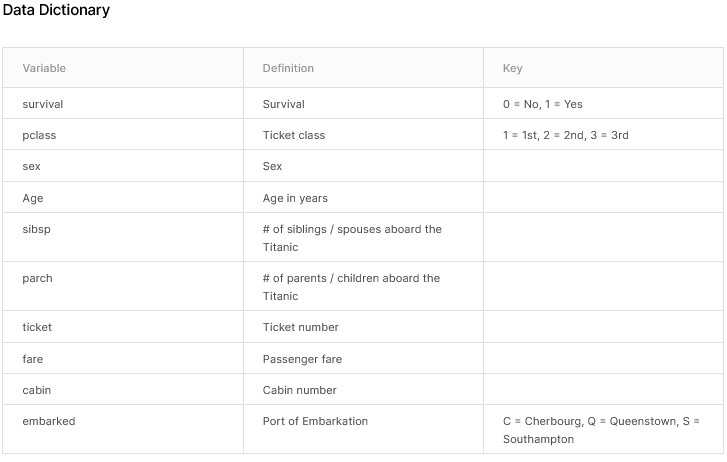 Data Dictionary
Variable Definition Key
survival Survival 0 = No, 1 = Yes
pclass Ticket class 1 = 1st, 2 = 2nd, 3 = 3rd
sex Sex
Age Age in years
sibsp # of siblings / spouses aboard the
Titanic
parch # of parents / children aboard the
Titanic
ticket Ticket number
fare Passenger fare
cabin Cabin number
embarked Port of Embarkation C = Cherbourg, Q = Queenstown, S =
Southampton